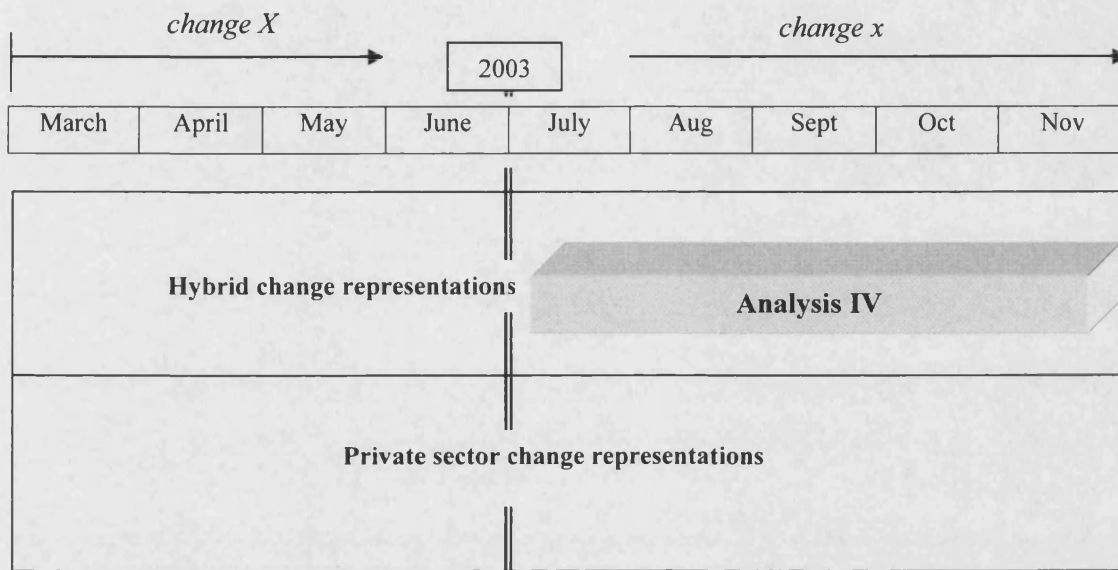 change X
change x
2003
March April May June July Aug Sept Oct Nov
Hybrid change representations
Analysis IV
Private sector change representations